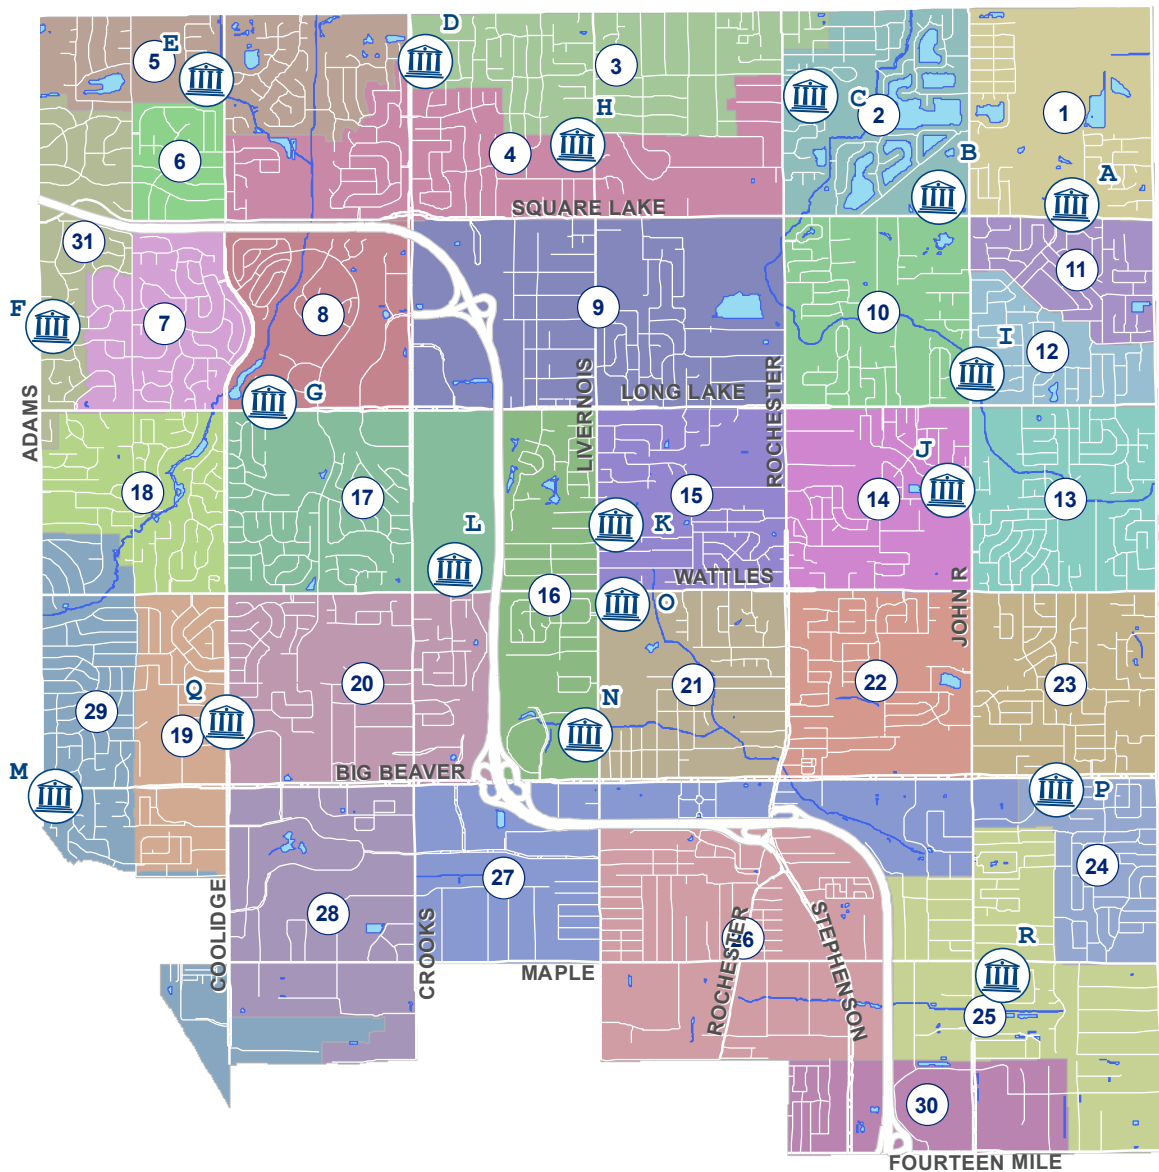 D
E
5
3
H
C
2
1
6
4
B
A
SQUARE LAKE
31
11
F
7
8
9
10
I
12
LIVERNOIS
ROCHESTER
LONG LAKE
G
ADAMS
J
18
17
15
14
13
L
K
WATTLES
16
O
JOHN R
20
21
22
23
29
Q
19
N
M
BIG BEAVER
P
24
27
28
COOLIDGE
CROOKS
ROCHESTER
STEPHENSON
R
MAPLE
25
30
FOURTEEN MILE